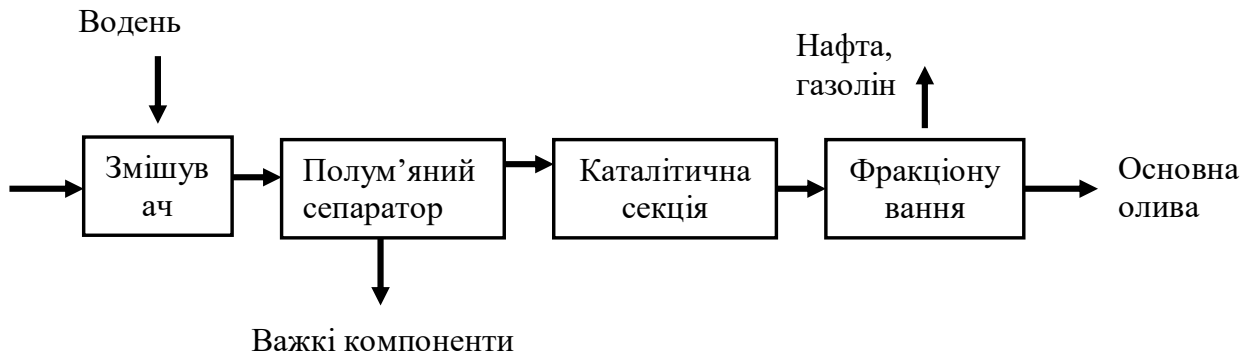 Водень
Нафта,
газолін
Змішув
ач
Полум’яний
сепаратор
Каталітична
секція
Фракціону
вання
Основна
олива
Важкі компоненти